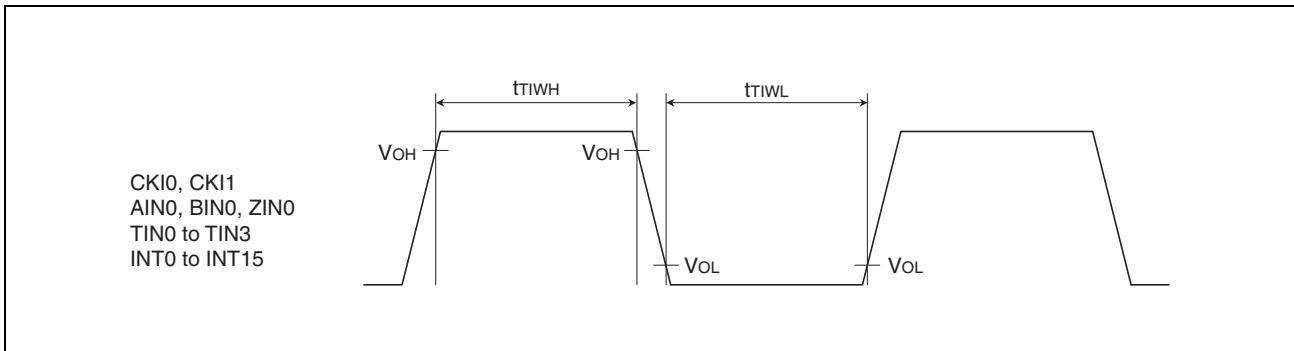 tTIWH
tTIWL
VOH
VOH
CKI0, CKI1
AIN0, BIN0, ZIN0
TIN0 to TIN3
INT0 to INT15
VOL
VOL